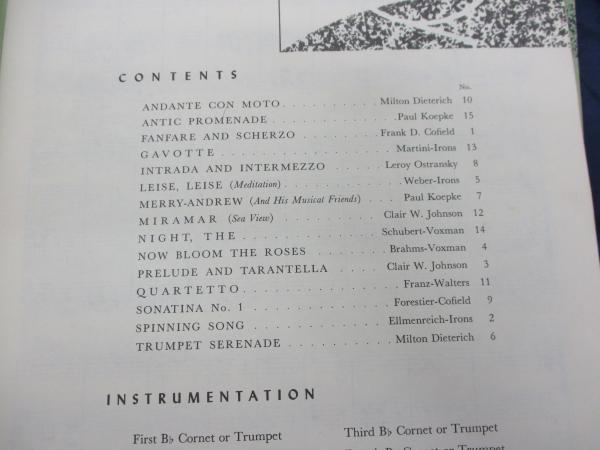 CONTENTS
No.
ANDANTE CON MOTO . . . . . . . . . Milton Dieterich 10
ANTIC PROMENADE . . . . . . . . . . . Paul Koepke 15
FANFARE AND SCHERZO . . . . . . . . Frank D. Cofield 1
GAVOTTE . . . . . . . . . . . . . . . . Martini-Irons 13
INTRADA AND INTERMEZZO . . . . . Leroy Ostransky 8
LEISE, LEISE (Meditation) . . . . . . . . . . Weber-Irons 5
MERRY-ANDREW (And His Musical Friends) . . . . Paul Koepke 7
MIRAMAR (Sea View) . . . . . . . . . Clair W. Johnson 12
NIGHT, THE . . . . . . . . . . . . . Schubert-Voxman 14
NOW BLOOM THE ROSES . . . . . . . Brahms-Voxman 4
PRELUDE AND TARANTELLA . . . . Clair W. Johnson 3
QUARTETTO . . . . . . . . . . . . . . . Franz-Walters 11
SONATINA No. 1 . . . . . . . . . . . . Forestier-Cofield 9
SPINNING SONG . . . . . . . . . . . Ellmenreich-Irons 2
TRUMPET SERENADE . . . . . . . . . Milton Dieterich 6
INSTRUMENTATION
First B♭ Cornet or Trumpet
Third B♭ Cornet or Trumpet